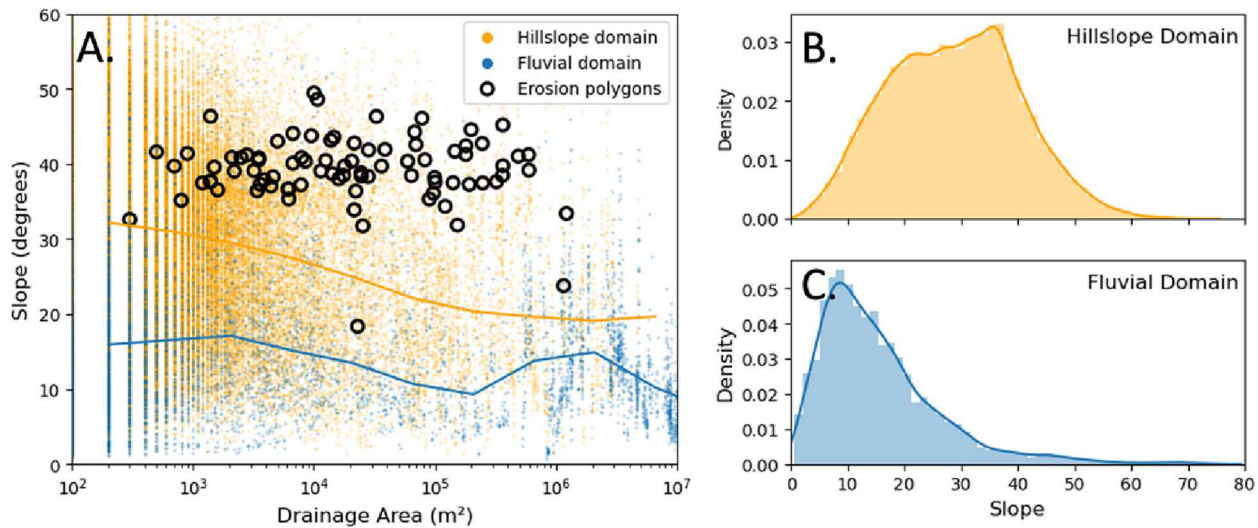 A.
Hillslope domain
Fluvial domain
Erosion polygons
60
50
40
30
20
10
0
Slope (degrees)
10² 10³ 10⁴ 10⁵ 10⁶ 10⁷
Drainage Area (m²)
B.
Hillslope Domain
0.03
0.02
0.01
0.00
Density
C.
Fluvial Domain
0.05
0.04
0.03
0.02
0.01
0.00
Density
0 10 20 30 40 50 60 70 80
Slope